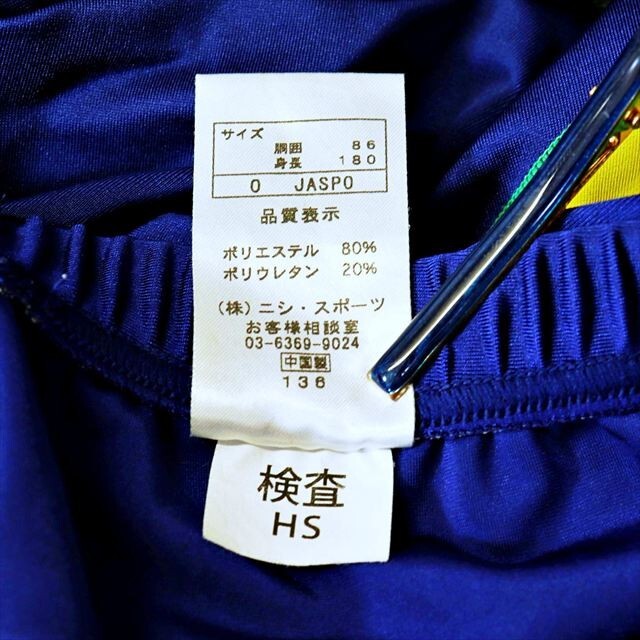 サイズ
胴囲 86
身長 180
O JASPO
品質表示
ポリエステル 80%
ポリウレタン 20%
(株)ニシ・スポーツ
お客様相談室
03-6369-9024
中国製
136
検査
HS